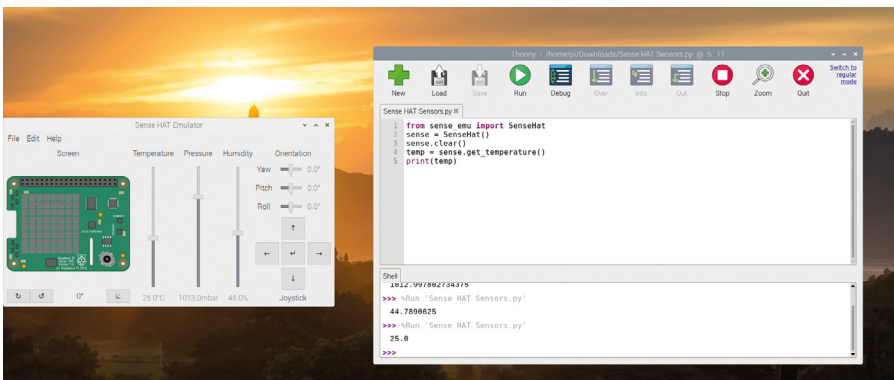 Thonny - /home/pi/Downloads/Sense HAT Sensors.py @ 5 : 11
New Load Save Run Debug Over Into Out Stop Zoom Quit
Switch to
regular
mode
Sense HAT Sensors.py
1 from sense_emu import SenseHat
2 sense = SenseHat()
3 sense.clear()
4 temp = sense.get_temperature()
5 print(temp)
Shell
1012.997802734375
>>> %Run 'Sense HAT Sensors.py'
44.7890625
>>> %Run 'Sense HAT Sensors.py'
25.0
>>>
Sense HAT Emulator
File Edit Help
Screen Temperature Pressure Humidity Orientation
Yaw 0.0°
Pitch 0.0°
Roll 0.0°
0° 25.0°C 1013.0mbar 45.0% Joystick